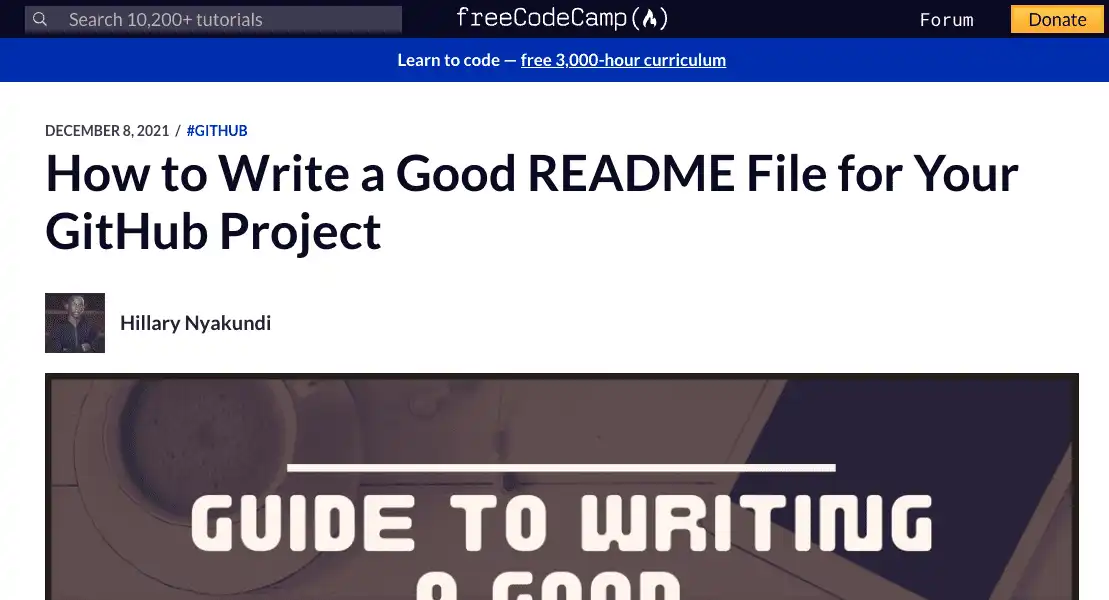 Search 10,200+ tutorials
freeCodeCamp(🔥)
Forum
Donate
Learn to code — free 3,000-hour curriculum
DECEMBER 8, 2021 / #GITHUB
How to Write a Good README File for Your
GitHub Project
Hillary Nyakundi
GUIDE TO WRITING
A GOOD